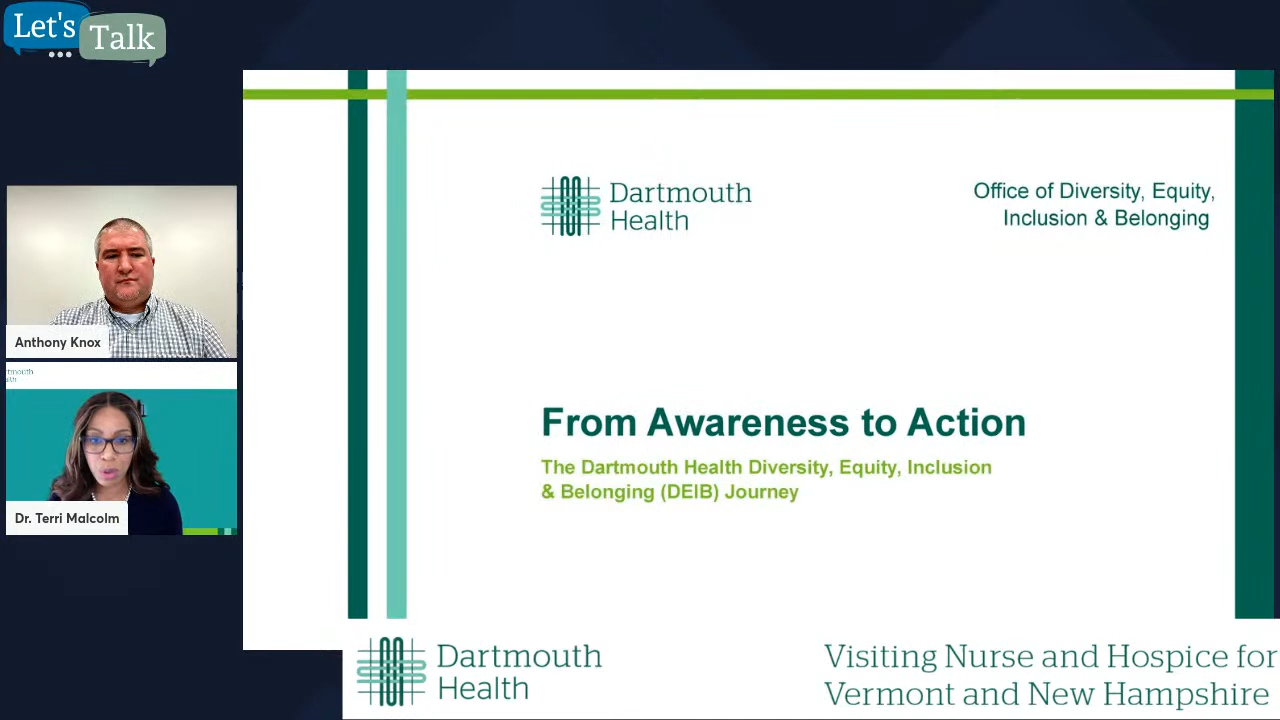 Let's
Talk
Dartmouth
Health
Office of Diversity, Equity,
Inclusion & Belonging
Anthony Knox
From Awareness to Action
The Dartmouth Health Diversity, Equity, Inclusion
& Belonging (DEIB) Journey
Dr. Terri Malcolm
Dartmouth
Health
Visiting Nurse and Hospice for
Vermont and New Hampshire